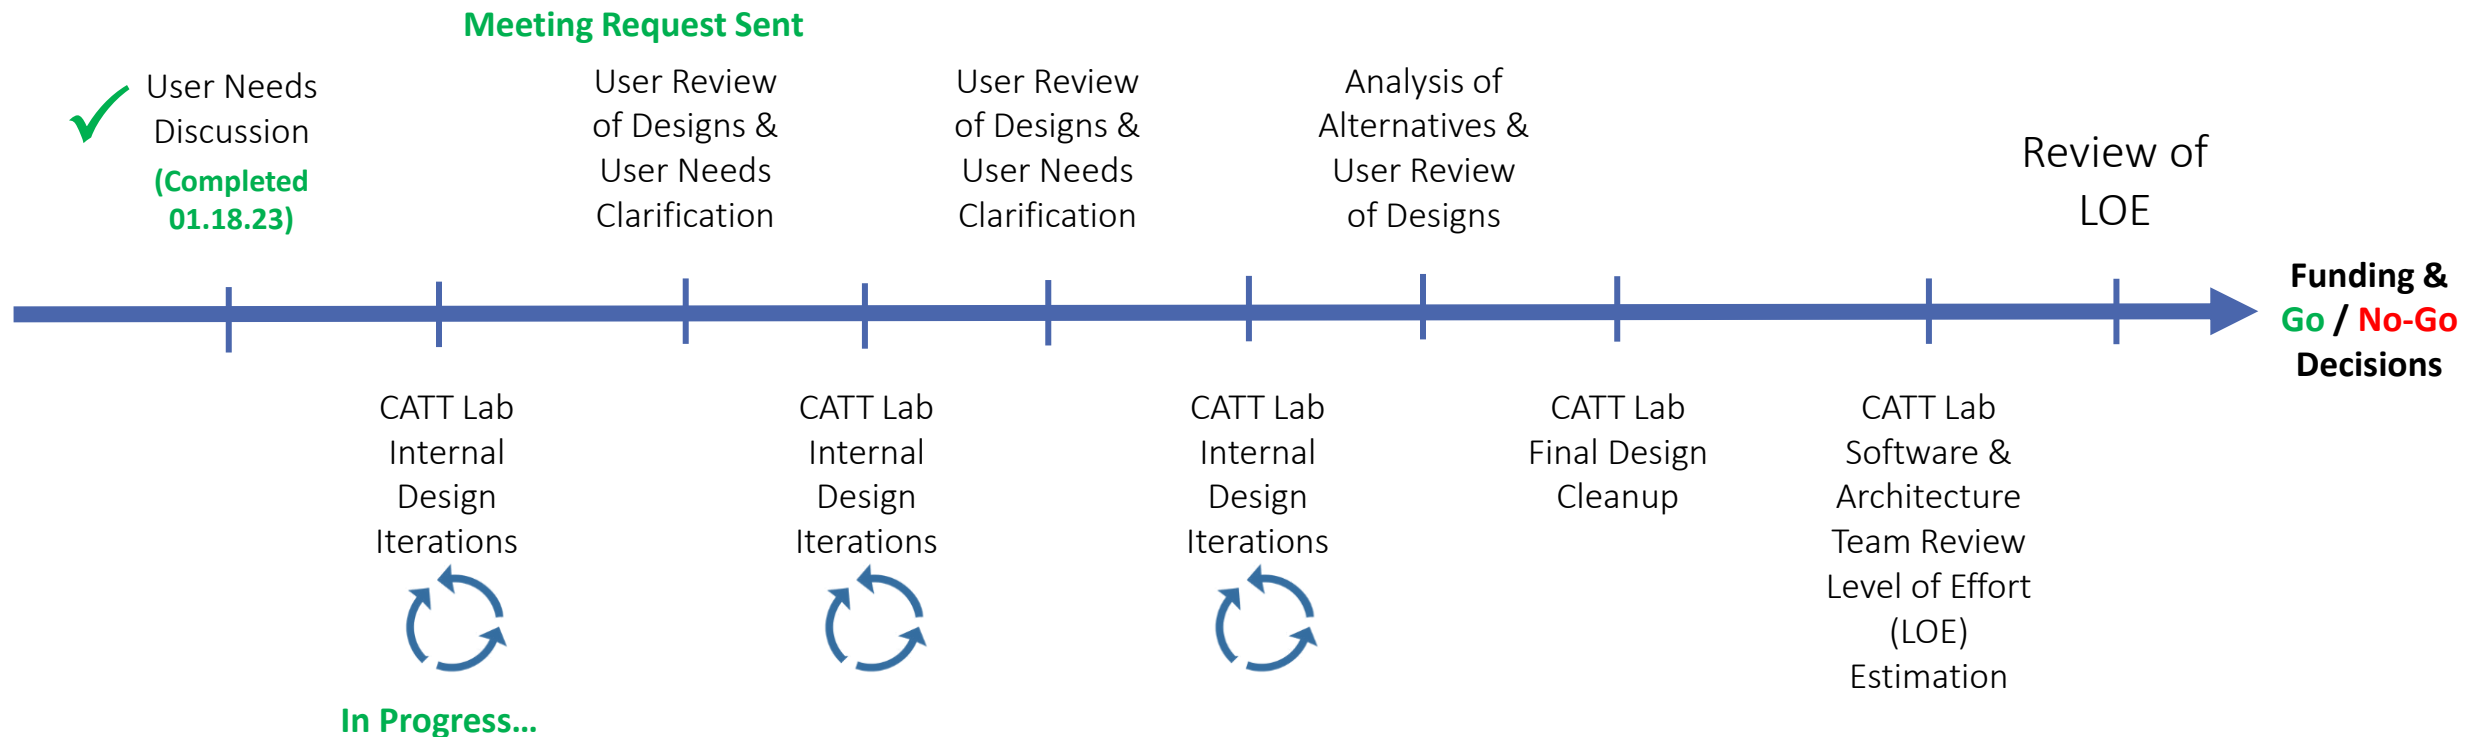 Meeting Request Sent
User Needs
Discussion
(Completed
01.18.23)
User Review
of Designs &
User Needs
Clarification
User Review
of Designs &
User Needs
Clarification
Analysis of
Alternatives &
User Review
of Designs
Review of
LOE
Funding &
Go / No-Go
Decisions
CATT Lab
Internal
Design
Iterations
In Progress...
CATT Lab
Internal
Design
Iterations
CATT Lab
Internal
Design
Iterations
CATT Lab
Final Design
Cleanup
CATT Lab
Software &
Architecture
Team Review
Level of Effort
(LOE)
Estimation